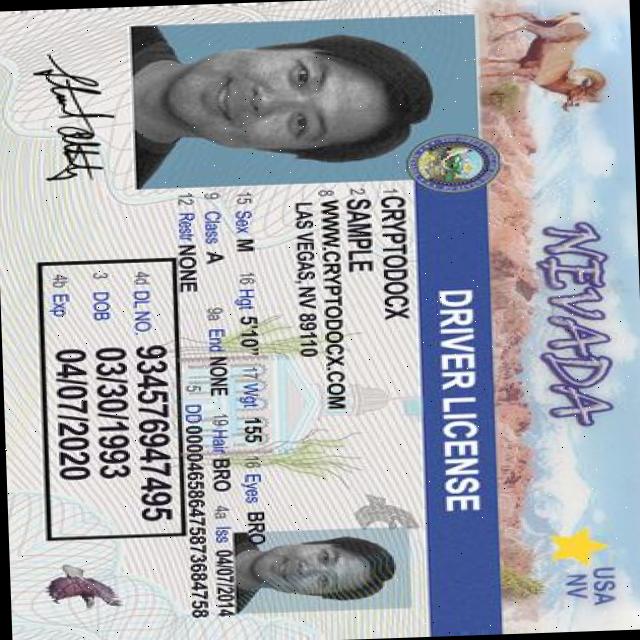 NEVADA
USA
NV
DRIVER LICENSE
1 CRYPTODOCX
2 SAMPLE
8 WWW.CRYPTODOCX.COM
LAS VEGAS, NV 89110
15 Sex M 16 Hgt 5'10" 17 Wgt 155 18 Eyes BRO
9 Class A 9a End NONE 19 Hair BRO 4a Iss 04/07/2014
12 Restr NONE 5 DD 000046586475873684758
4d DL NO. 934576947495
3 DOB 03/30/1993
4b Exp 04/07/2020